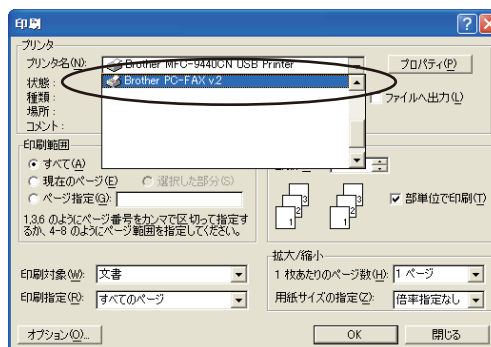 印刷
プリンタ
プリンタ名(N):
Brother MFC-9440CN USB Printer
プロパティ(P)
Brother PC-FAX v.2
状態:
種類:
ファイルへ出力(L)
場所:
コメント:
印刷範囲
すべて(A)
現在のページ(E)
選択した部分(S)
ページ指定(G):
1,3,6 のようにページ番号をカンマで区切って指定す
るか、4-8 のようにページ範囲を指定してください。
1
2
3
1
2
3
部単位で印刷(T)
拡大/縮小
印刷対象(W):
文書
1 枚あたりのページ数(H):
1 ページ
印刷指定(R):
すべてのページ
用紙サイズの指定(Z):
倍率指定なし
オプション(O)...
OK
閉じる